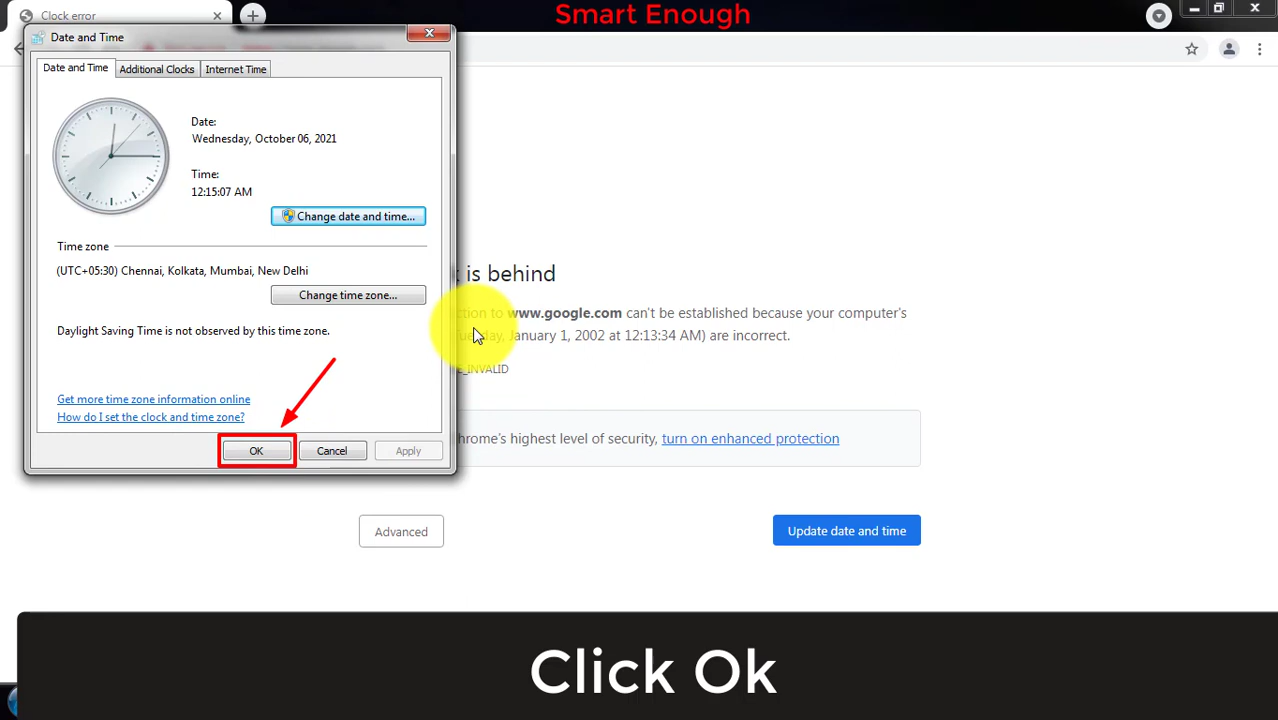 Clock error
Smart Enough
Date and Time
Date and Time
Additional Clocks
Internet Time
Date:
Wednesday, October 06, 2021
Time:
12:15:07 AM
Change date and time...
Time zone
(UTC+05:30) Chennai, Kolkata, Mumbai, New Delhi
Change time zone...
Daylight Saving Time is not observed by this time zone.
Get more time zone information online
How do I set the clock and time zone?
OK
Cancel
Apply
is behind
to www.google.com can't be established because your computer's
January 1, 2002 at 12:13:34 AM) are incorrect.
_INVALID
hrome's highest level of security, turn on enhanced protection
Advanced
Update date and time
Click Ok